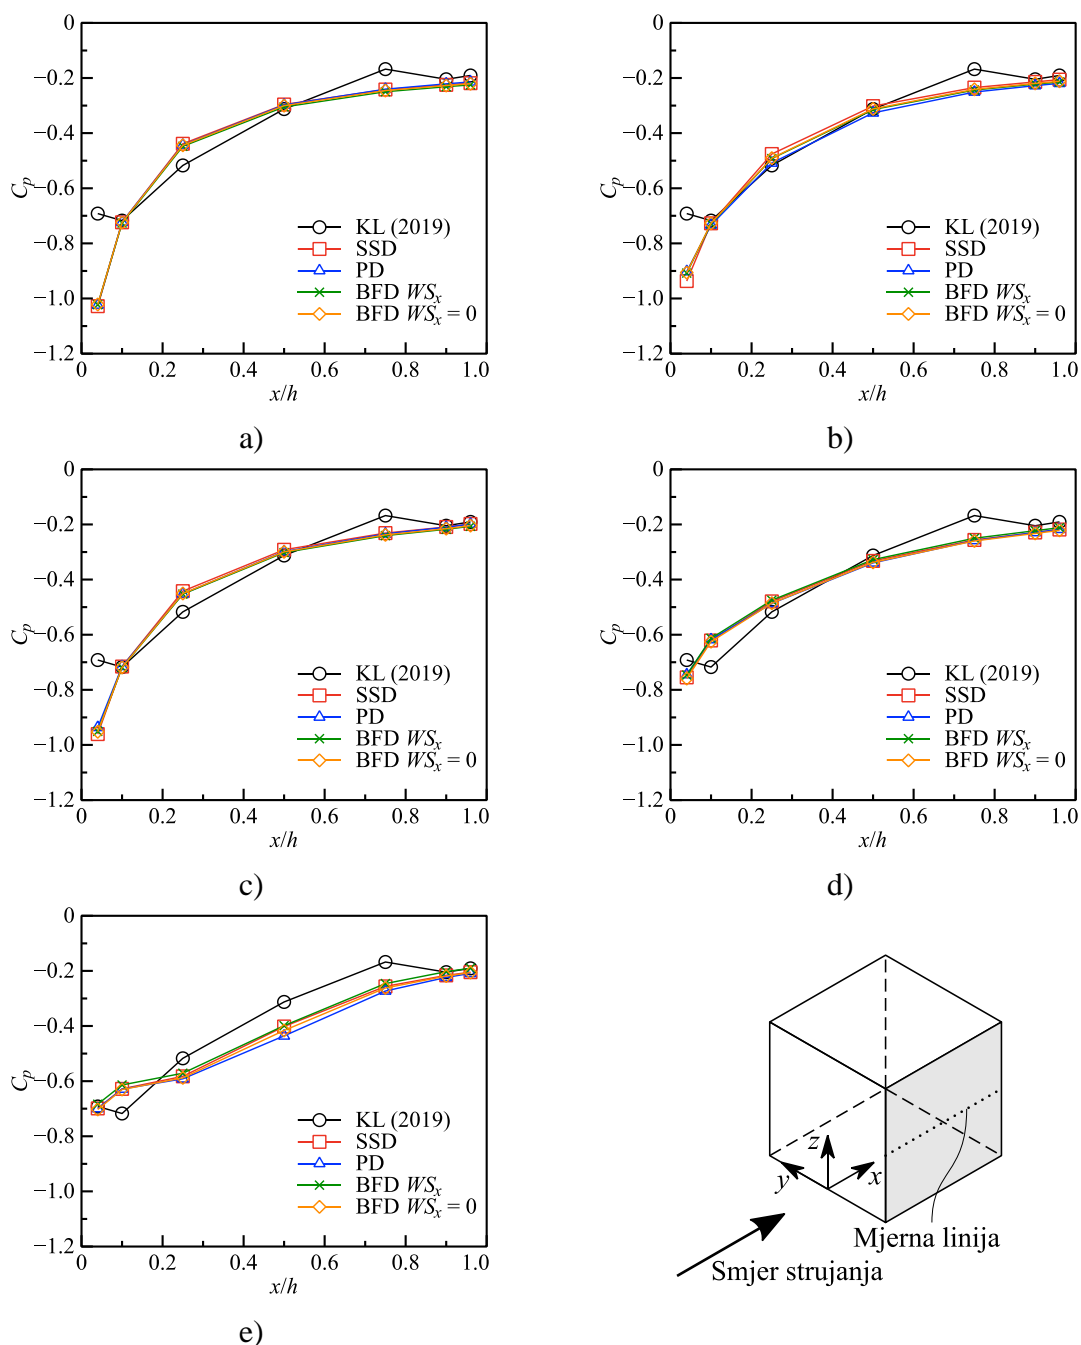 0
−0.2
−0.4
−0.6
−0.8
−1.0
−1.2
C_p
KL (2019)
SSD
PD
BFD WS_x
BFD WS_x = 0
0 0.2 0.4 0.6 0.8 1.0
x/h
a)
0
−0.2
−0.4
−0.6
−0.8
−1.0
−1.2
C_p
KL (2019)
SSD
PD
BFD WS_x
BFD WS_x = 0
0 0.2 0.4 0.6 0.8 1.0
x/h
b)
0
−0.2
−0.4
−0.6
−0.8
−1.0
−1.2
C_p
KL (2019)
SSD
PD
BFD WS_x
BFD WS_x = 0
0 0.2 0.4 0.6 0.8 1.0
x/h
c)
0
−0.2
−0.4
−0.6
−0.8
−1.0
−1.2
C_p
KL (2019)
SSD
PD
BFD WS_x
BFD WS_x = 0
0 0.2 0.4 0.6 0.8 1.0
x/h
d)
0
−0.2
−0.4
−0.6
−0.8
−1.0
−1.2
C_p
KL (2019)
SSD
PD
BFD WS_x
BFD WS_x = 0
0 0.2 0.4 0.6 0.8 1.0
x/h
e)
z
y x
Mjerna linija
Smjer strujanja